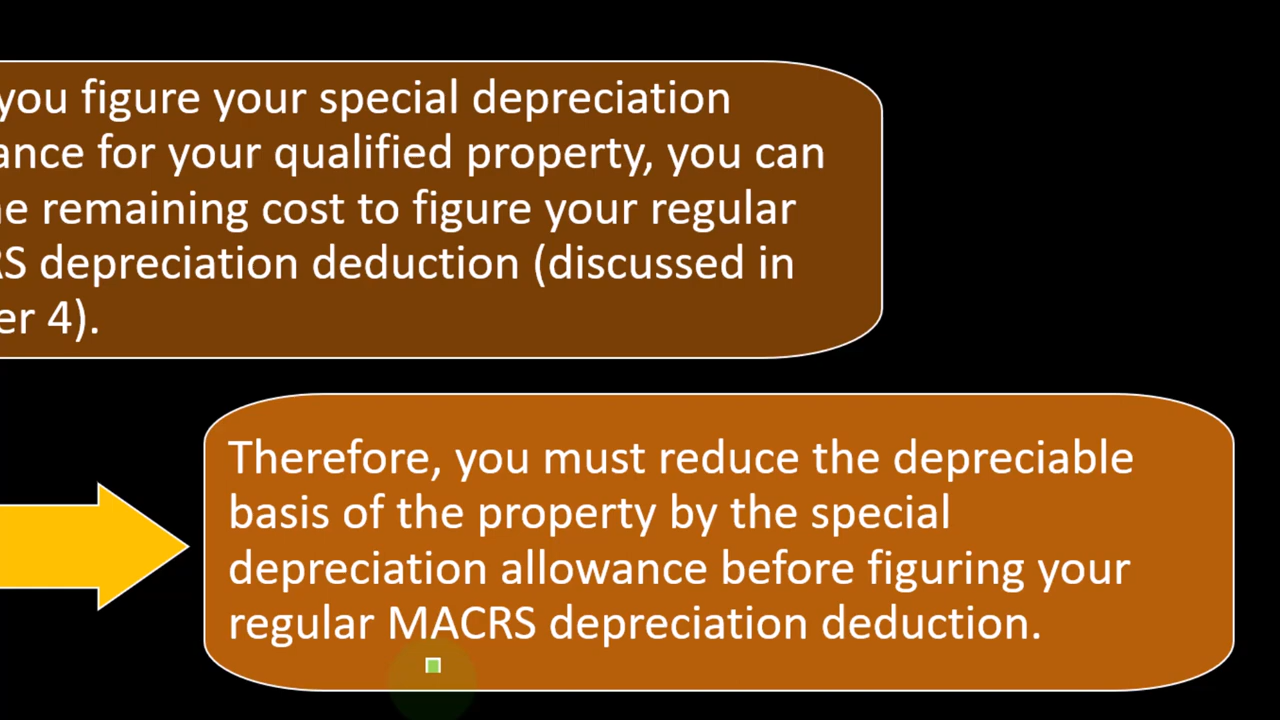 you figure your special depreciation
for your qualified property, you can
remaining cost to figure your regular
depreciation deduction (discussed in
4).
Therefore, you must reduce the depreciable
basis of the property by the special
depreciation allowance before figuring your
regular MACRS depreciation deduction.